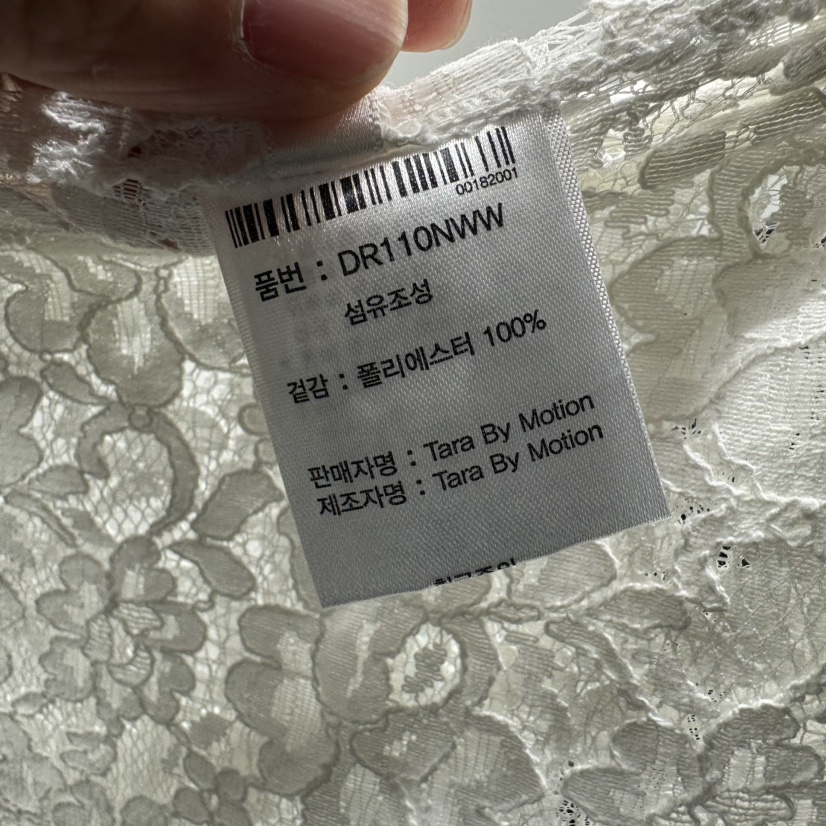 00182001
품번 : DR110NWW
섬유조성
겉감 : 폴리에스터 100%
판매자명 : Tara By Motion
제조자명 : Tara By Motion